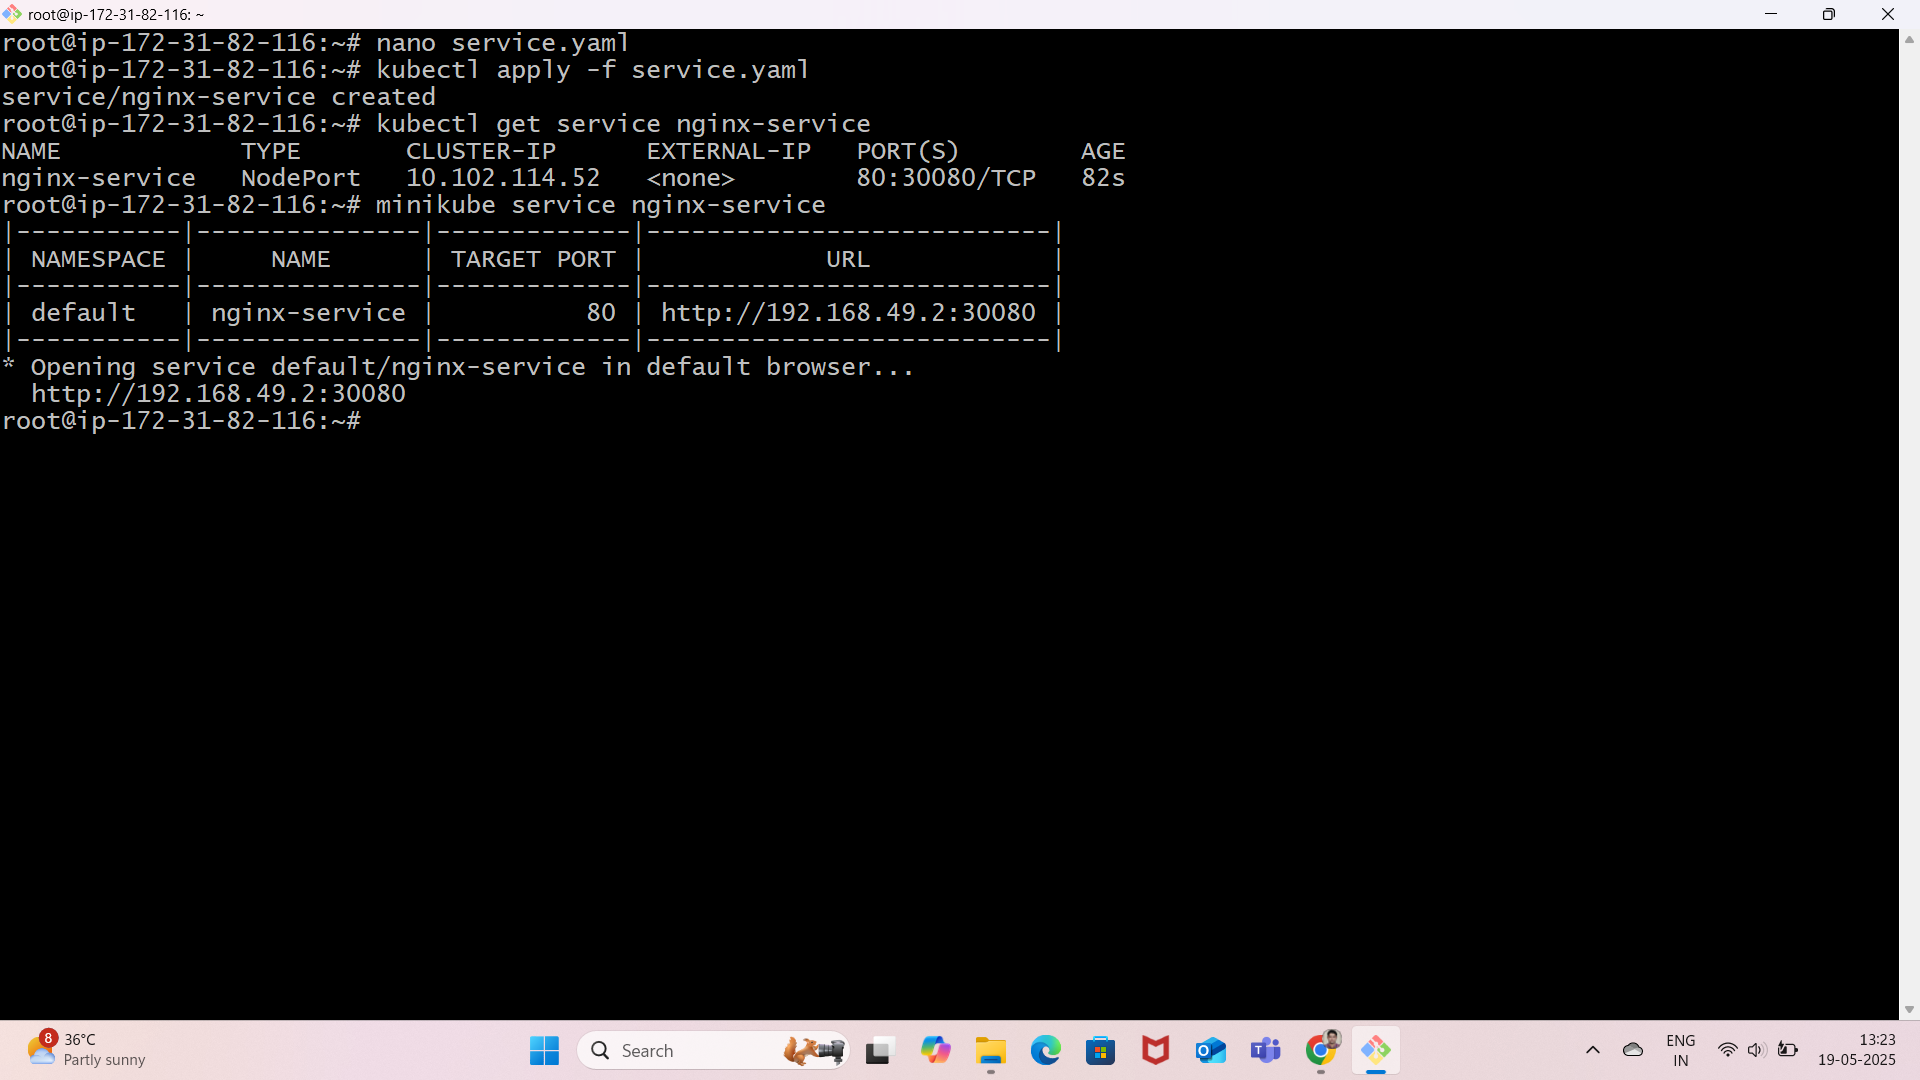 root@ip-172-31-82-116: ~
root@ip-172-31-82-116:~# nano service.yaml
root@ip-172-31-82-116:~# kubectl apply -f service.yaml
service/nginx-service created
root@ip-172-31-82-116:~# kubectl get service nginx-service
NAME            TYPE       CLUSTER-IP      EXTERNAL-IP   PORT(S)        AGE
nginx-service   NodePort   10.102.114.52   <none>        80:30080/TCP   82s
root@ip-172-31-82-116:~# minikube service nginx-service
|-----------|---------------|-------------|---------------------------|
| NAMESPACE |     NAME      | TARGET PORT |            URL            |
|-----------|---------------|-------------|---------------------------|
| default   | nginx-service |          80 | http://192.168.49.2:30080 |
|-----------|---------------|-------------|---------------------------|
* Opening service default/nginx-service in default browser...
  http://192.168.49.2:30080
root@ip-172-31-82-116:~#
8
36°C
Partly sunny
Search
ENG
IN
13:23
19-05-2025